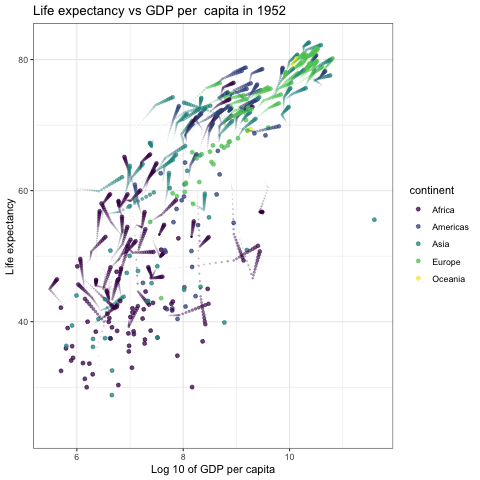 Life expectancy vs GDP per  capita in 1952
80
60
40
Life expectancy
6
8
10
Log 10 of GDP per capita
continent
Africa
Americas
Asia
Europe
Oceania